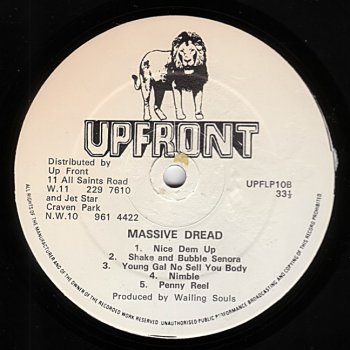 UPFRONT
Distributed by
Up Front
11 All Saints Road
W.11 229 7610
and Jet Star
Craven Park
N.W.10 961 4422
UPFLP10B
33⅓
MASSIVE DREAD
1. Nice Dem Up
2. Shake and Bubble Senora
3. Young Gal No Sell You Body
4. Nimble
5. Penny Reel
Produced by Wailing Souls
ALL RIGHTS OF THE MANUFACTURER AND OF THE OWNER OF THE RECORDED WORK RESERVED. UNAUTHORISED PUBLIC PERFORMANCE BROADCASTING AND COPYING OF THIS RECORD PROHIBITED